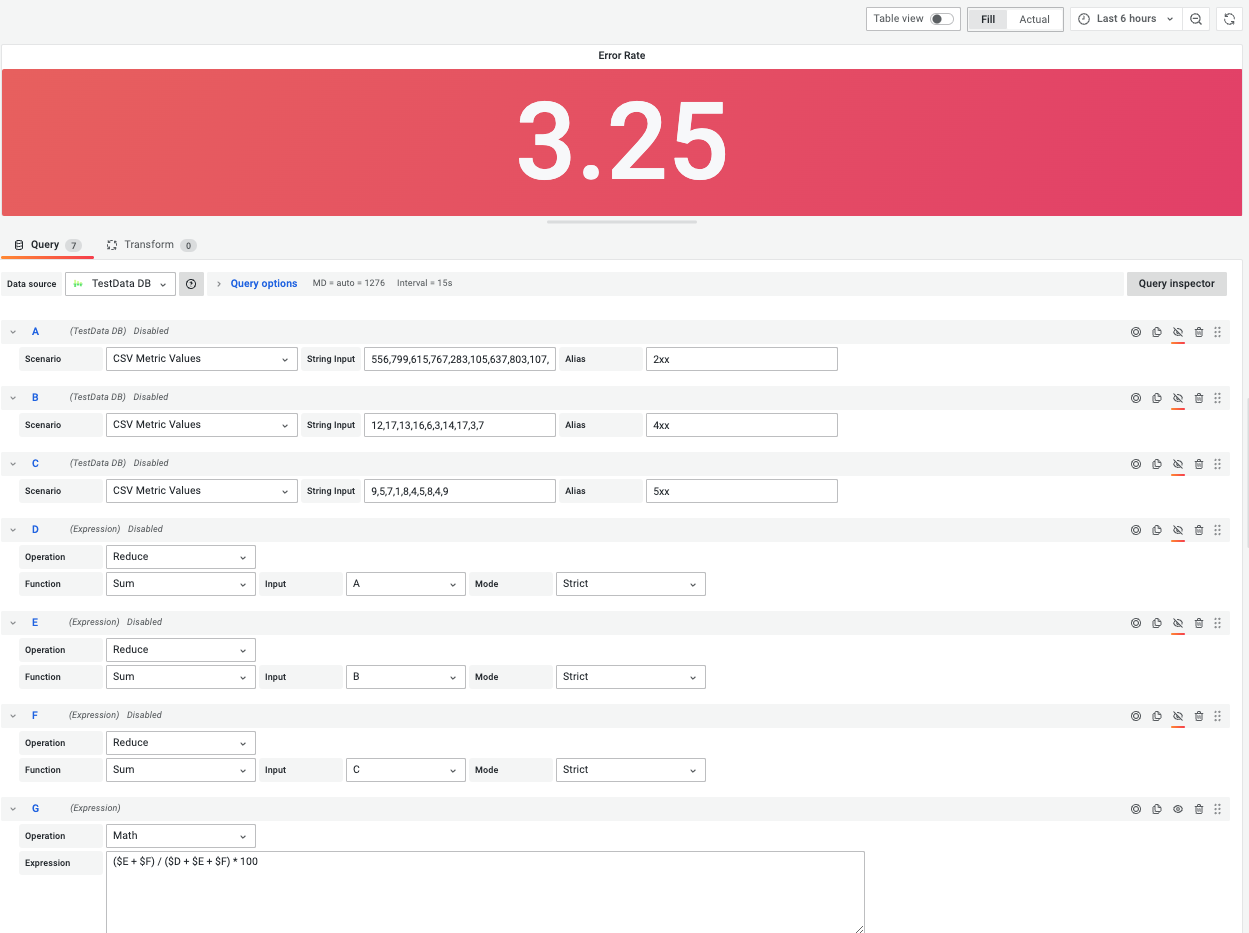 Table view Fill Actual Last 6 hours
Error Rate
3.25
Query 7 Transform 0
Data source TestData DB Query options MD = auto = 1276 Interval = 15s Query inspector
A (TestData DB) Disabled
Scenario CSV Metric Values String Input 556,799,615,767,283,105,637,803,107, Alias 2xx
B (TestData DB) Disabled
Scenario CSV Metric Values String Input 12,17,13,16,6,3,14,17,3,7 Alias 4xx
C (TestData DB) Disabled
Scenario CSV Metric Values String Input 9,5,7,1,8,4,5,8,4,9 Alias 5xx
D (Expression) Disabled
Operation Reduce
Function Sum Input A Mode Strict
E (Expression) Disabled
Operation Reduce
Function Sum Input B Mode Strict
F (Expression) Disabled
Operation Reduce
Function Sum Input C Mode Strict
G (Expression)
Operation Math
Expression ($E + $F) / ($D + $E + $F) * 100